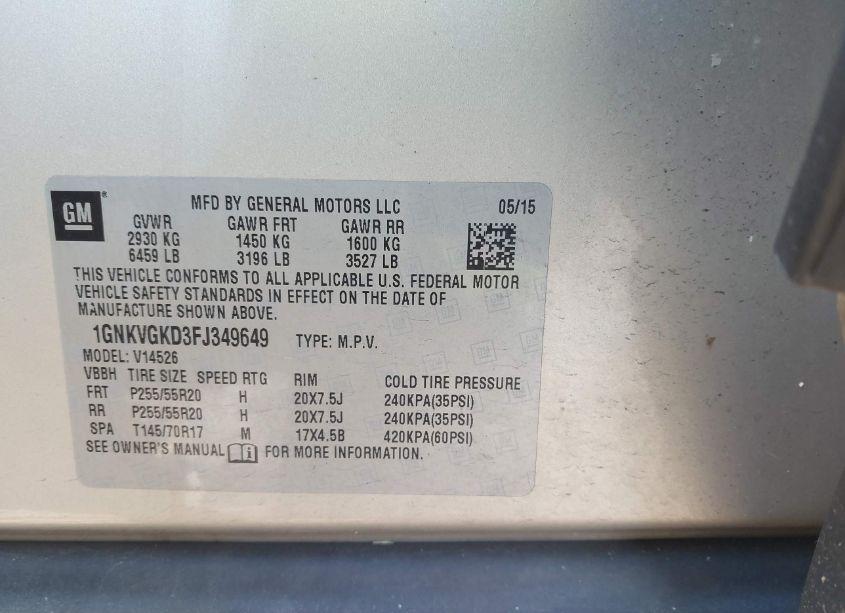 GM ®
MFD BY GENERAL MOTORS LLC 05/15
GVWR GAWR FRT GAWR RR
2930 KG 1450 KG 1600 KG
6459 LB 3196 LB 3527 LB
THIS VEHICLE CONFORMS TO ALL APPLICABLE U.S. FEDERAL MOTOR
VEHICLE SAFETY STANDARDS IN EFFECT ON THE DATE OF
MANUFACTURE SHOWN ABOVE.
1GNKVGKD3FJ349649 TYPE: M.P.V.
MODEL: V14526
VBBH TIRE SIZE SPEED RTG RIM COLD TIRE PRESSURE
FRT P255/55R20 H 20X7.5J 240KPA(35PSI)
RR P255/55R20 H 20X7.5J 240KPA(35PSI)
SPA T145/70R17 M 17X4.5B 420KPA(60PSI)
SEE OWNER'S MANUAL FOR MORE INFORMATION.